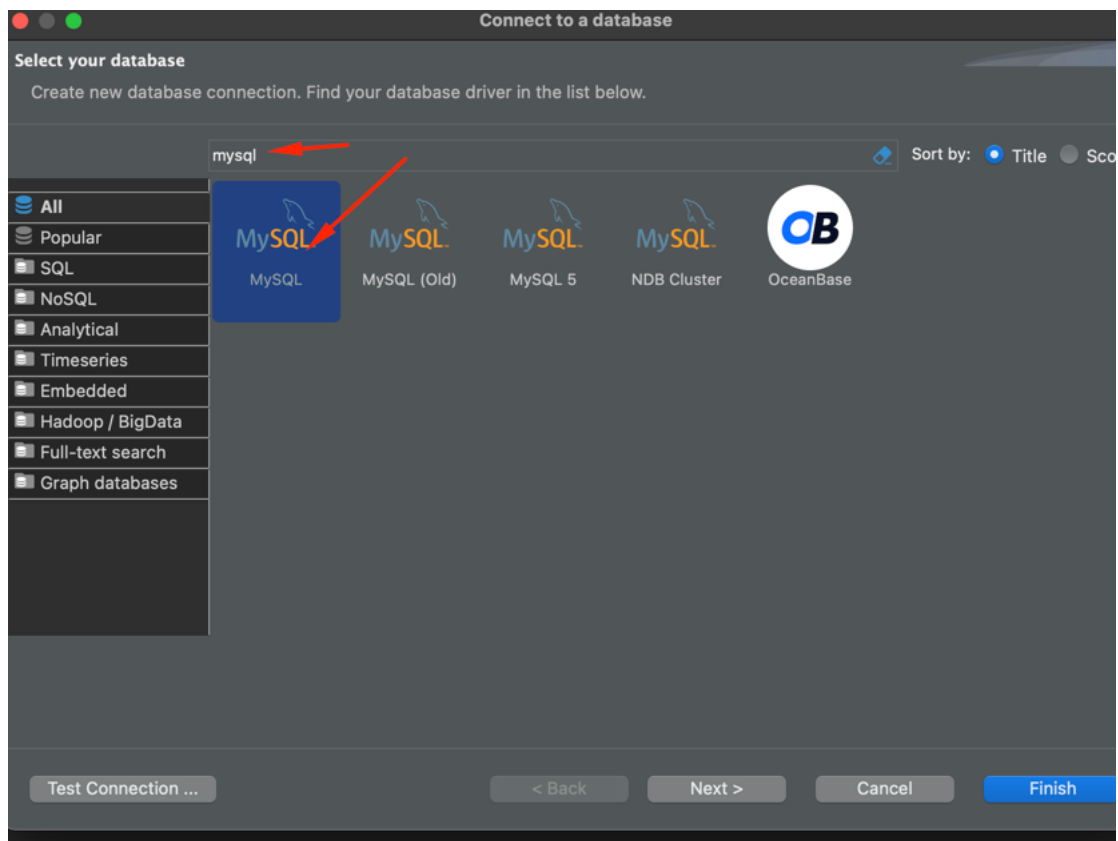 Connect to a database
Select your database
Create new database connection. Find your database driver in the list below.
mysql
Sort by: Title Sco
All
Popular
SQL
NoSQL
Analytical
Timeseries
Embedded
Hadoop / BigData
Full-text search
Graph databases
MySQL. MySQL. MySQL. MySQL. OB
MySQL MySQL (Old) MySQL 5 NDB Cluster OceanBase
Test Connection ... < Back Next > Cancel Finish